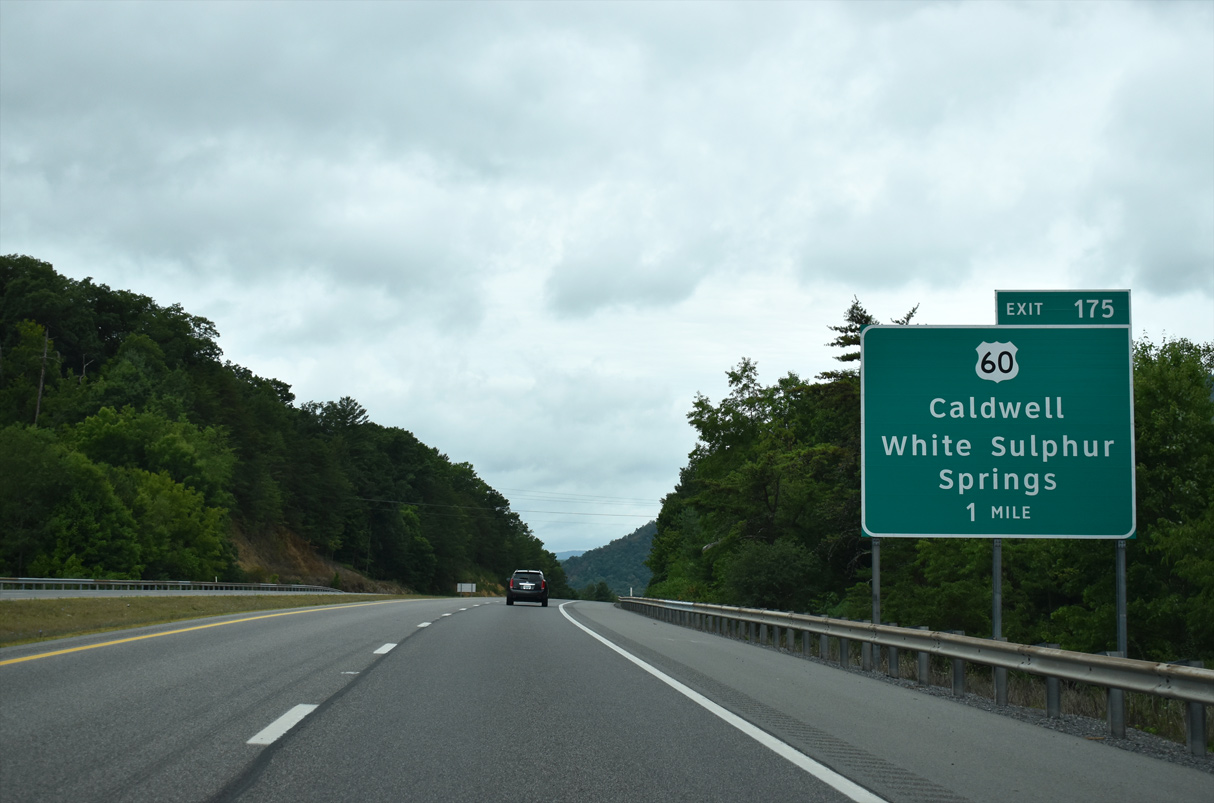 EXIT 175
60
Caldwell
White Sulphur
Springs
1 MILE